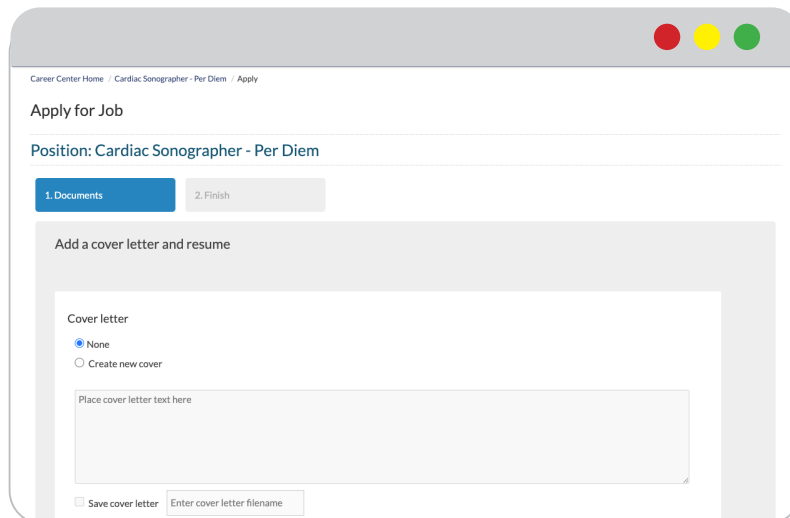 Career Center Home / Cardiac Sonographer - Per Diem / Apply
Apply for Job
Position: Cardiac Sonographer - Per Diem
1. Documents 2. Finish
Add a cover letter and resume
Cover letter
None
Create new cover
Place cover letter text here
Save cover letter Enter cover letter filename